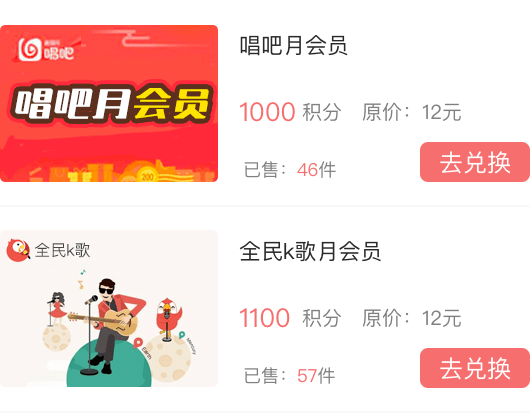 唱吧
唱吧月会员
唱吧月会员
1000 积分 原价：12元
200
已售：46件
去兑换
全民k歌
全民k歌月会员
1100 积分 原价：12元
已售：57件
去兑换